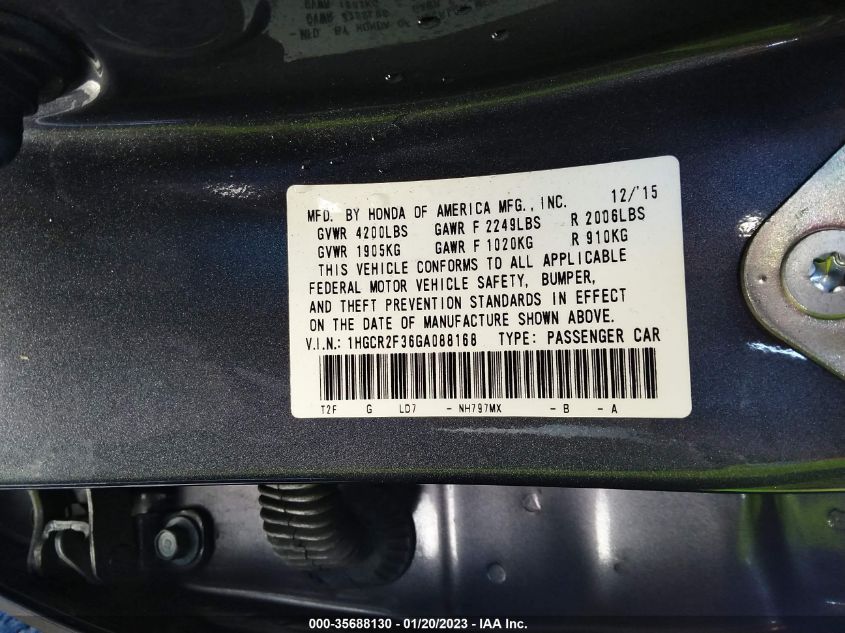 MFD. BY HONDA OF AMERICA MFG., INC. 12/'15
GVWR 4200LBS GAWR F 2249LBS R 2006LBS
GVWR 1905KG GAWR F 1020KG R 910KG
THIS VEHICLE CONFORMS TO ALL APPLICABLE
FEDERAL MOTOR VEHICLE SAFETY, BUMPER,
AND THEFT PREVENTION STANDARDS IN EFFECT
ON THE DATE OF MANUFACTURE SHOWN ABOVE.
V.I.N.: 1HGCR2F36GA088168 TYPE: PASSENGER CAR
T2F G LD7 - NH797MX - B - A
000-35688130 - 01/20/2023 - IAA Inc.